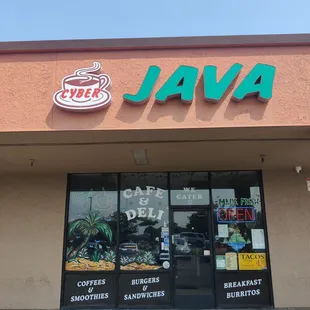 CYBER
JAVA
CAFE
&
DELI
WE
CATER
MADE FRESH
OPEN
TACOS
COFFEES
&
SMOOTHIES
BURGERS
&
SANDWICHES
BREAKFAST
BURRITOS